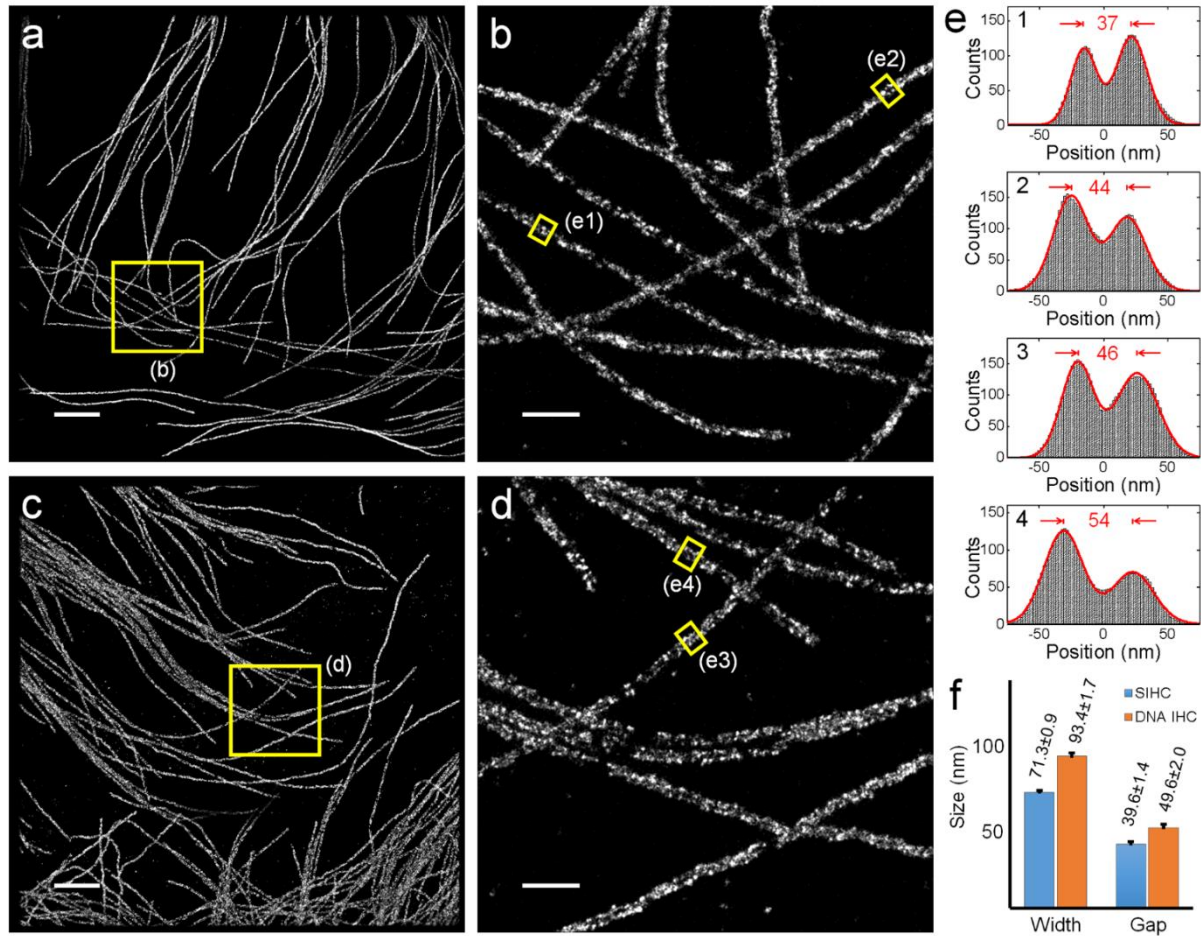 a
(b)
b
(e2)
(e1)
c
(d)
d
(e4)
(e3)
e
1
37
150
100
50
0
Counts
-50 0 50
Position (nm)
2
44
150
100
50
0
Counts
-50 0 50
Position (nm)
3
46
150
100
50
0
Counts
-50 0 50
Position (nm)
4
54
150
100
50
0
Counts
-50 0 50
Position (nm)
f
SIHC
DNA IHC
71.3±0.9
93.4±1.7
39.6±1.4
49.6±2.0
100
50
Size (nm)
Width Gap